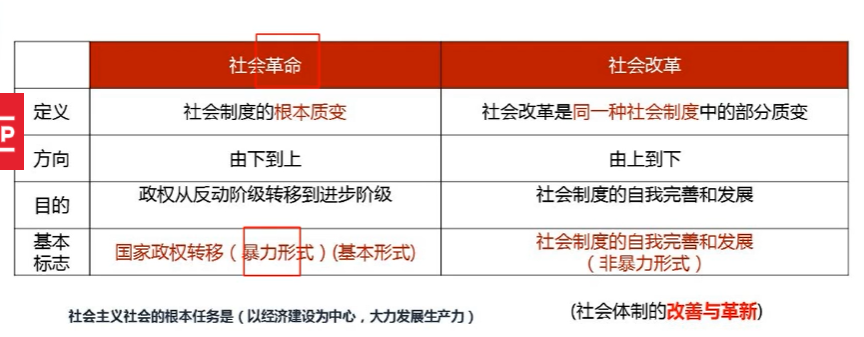 社会革命 社会改革
定义 社会制度的根本质变 社会改革是同一种社会制度中的部分质变
P
方向 由下到上 由上到下
目的 政权从反动阶级转移到进步阶级 社会制度的自我完善和发展
基本
标志 国家政权转移（暴力形式）(基本形式) 社会制度的自我完善和发展
（非暴力形式）
社会主义社会的根本任务是（以经济建设为中心，大力发展生产力） (社会体制的改善与革新)